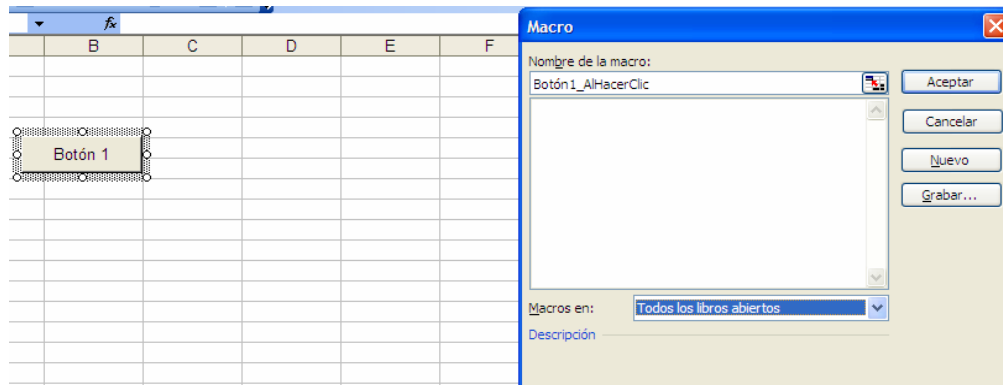 fx
B C D E F
Botón 1
Macro
Nombre de la macro:
Botón1_AlHacerClic
Aceptar
Cancelar
Nuevo
Grabar...
Macros en: Todos los libros abiertos
Descripción